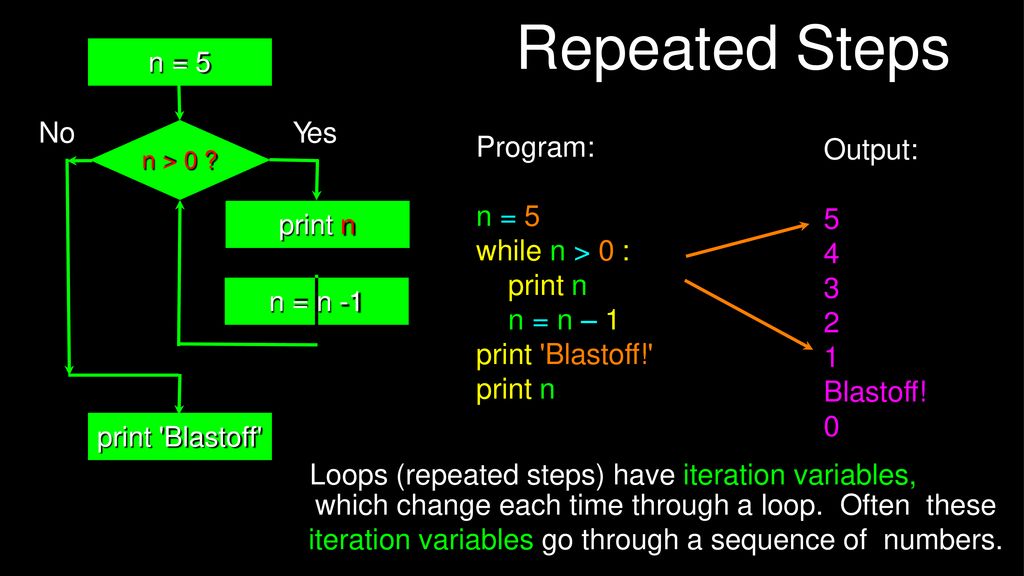 Repeated Steps
n = 5
No
Yes
n > 0 ?
print n
n = n -1
print 'Blastoff'
Program:
n = 5
while n > 0 :
print n
n = n – 1
print 'Blastoff!'
print n
Output:
5
4
3
2
1
Blastoff!
0
Loops (repeated steps) have iteration variables,
which change each time through a loop. Often these
iteration variables go through a sequence of numbers.